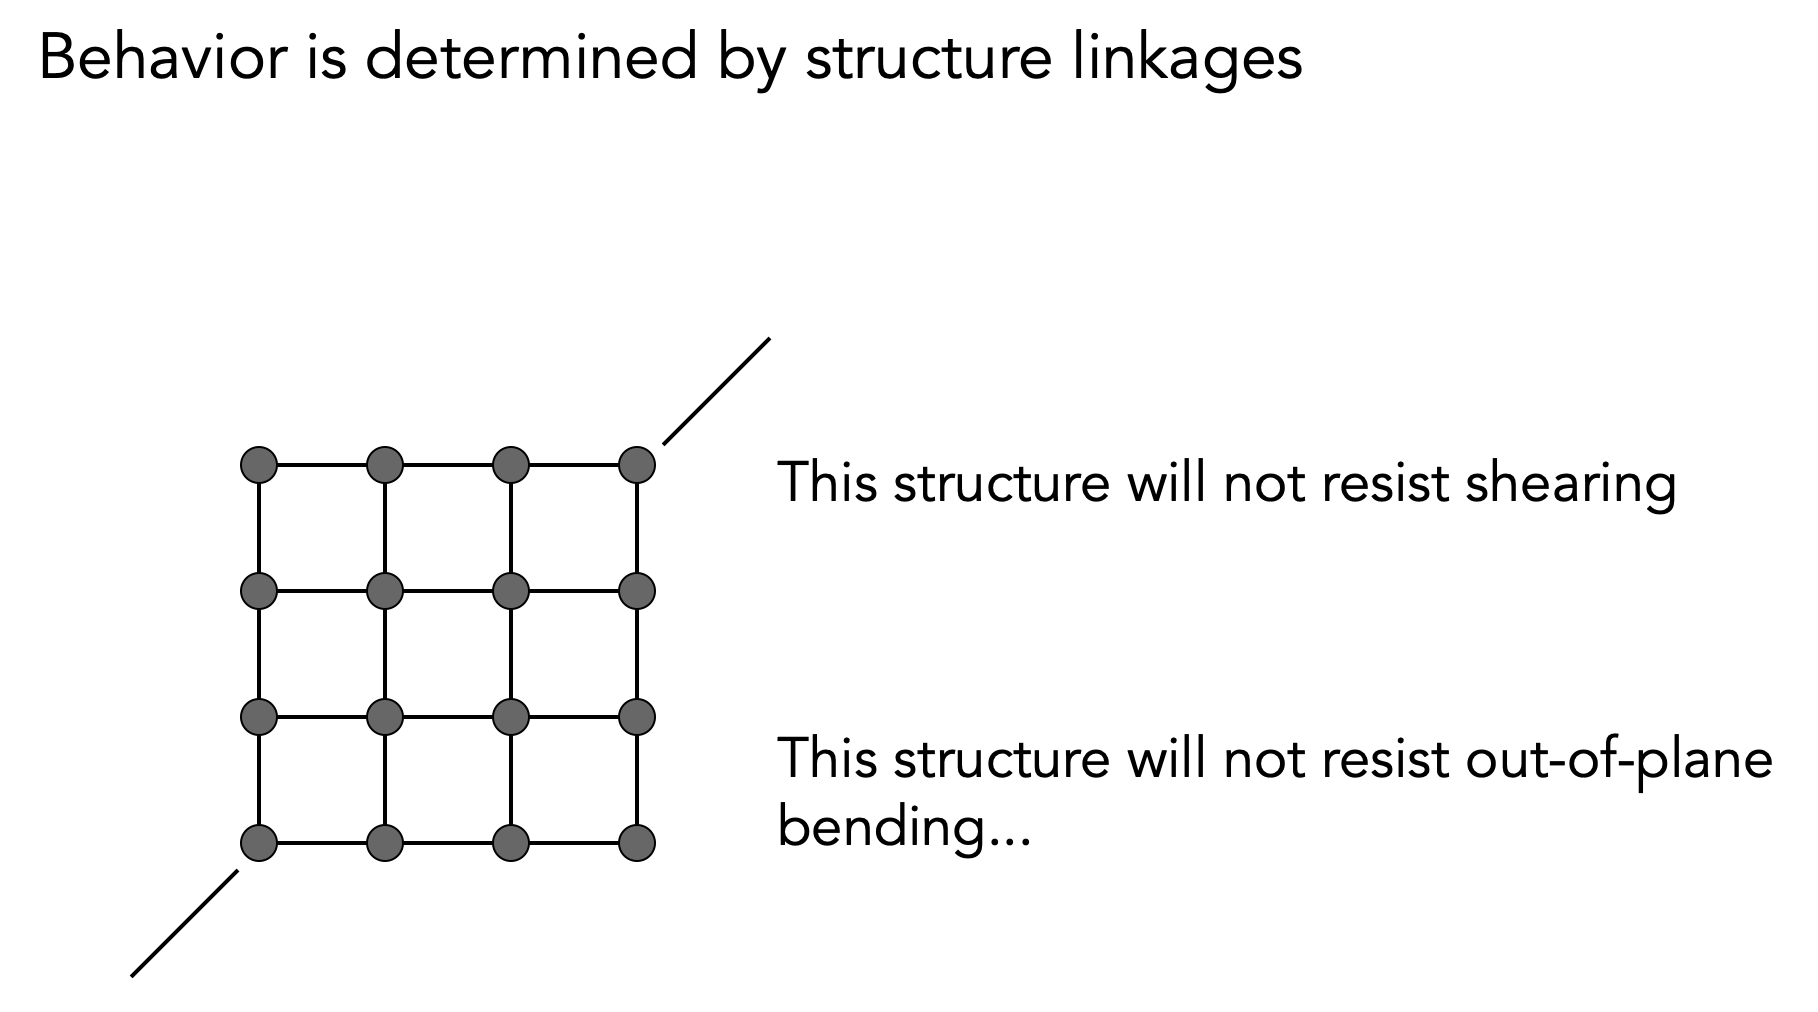 Behavior is determined by structure linkages
This structure will not resist shearing
This structure will not resist out-of-plane
bending...